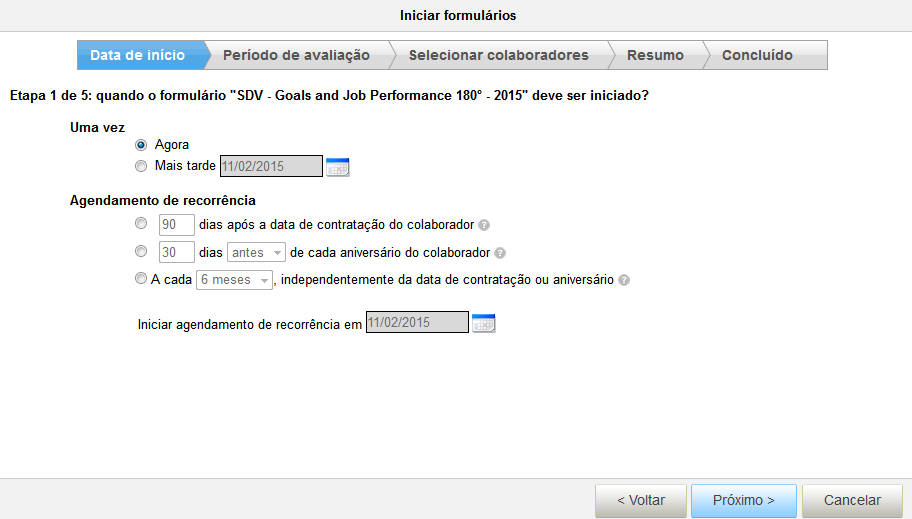 Iniciar formulários
Data de início Período de avaliação Selecionar colaboradores Resumo Concluído
Etapa 1 de 5: quando o formulário "SDV - Goals and Job Performance 180° - 2015" deve ser iniciado?
Uma vez
Agora
Mais tarde 11/02/2015
Agendamento de recorrência
90 dias após a data de contratação do colaborador ?
30 dias antes de cada aniversário do colaborador ?
A cada 6 meses , independentemente da data de contratação ou aniversário ?
Iniciar agendamento de recorrência em 11/02/2015
< Voltar Próximo > Cancelar